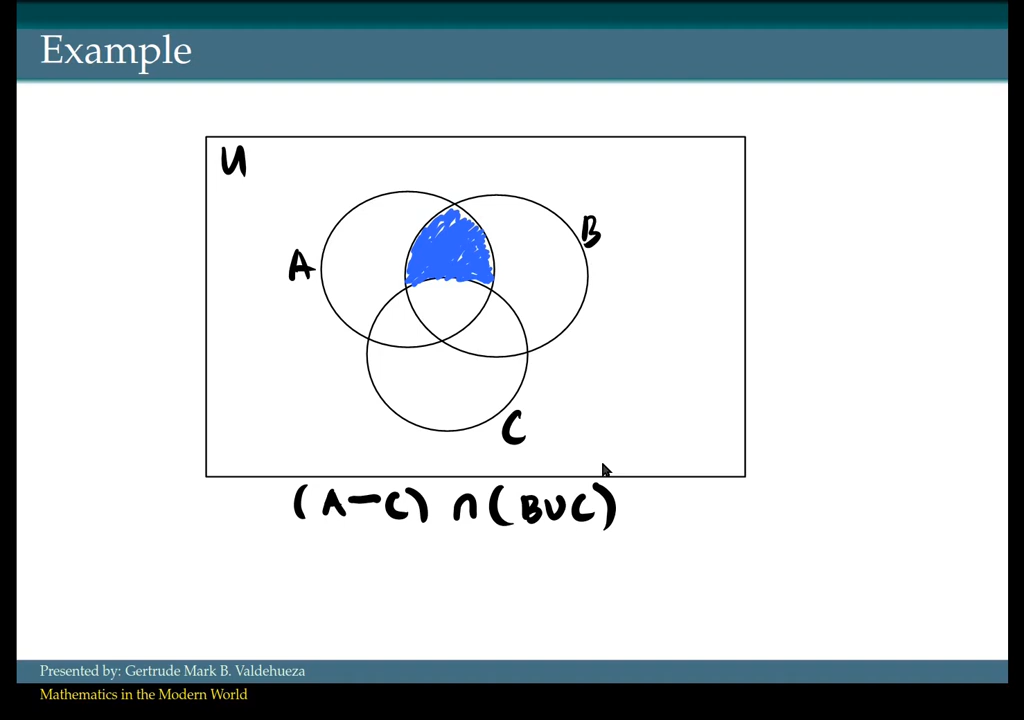 Example
U
A
B
C
(A−C) ∩ (B∪C)
Presented by: Gertrude Mark B. Valdehueza
Mathematics in the Modern World